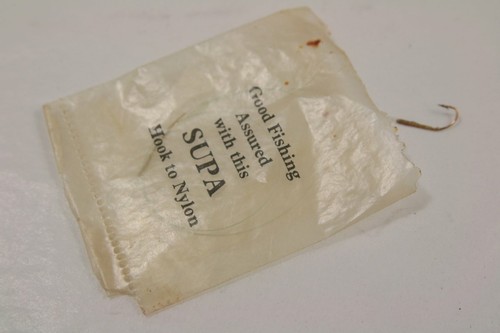 Good Fishing
Assured
with this
SUPA
Hook to Nylon